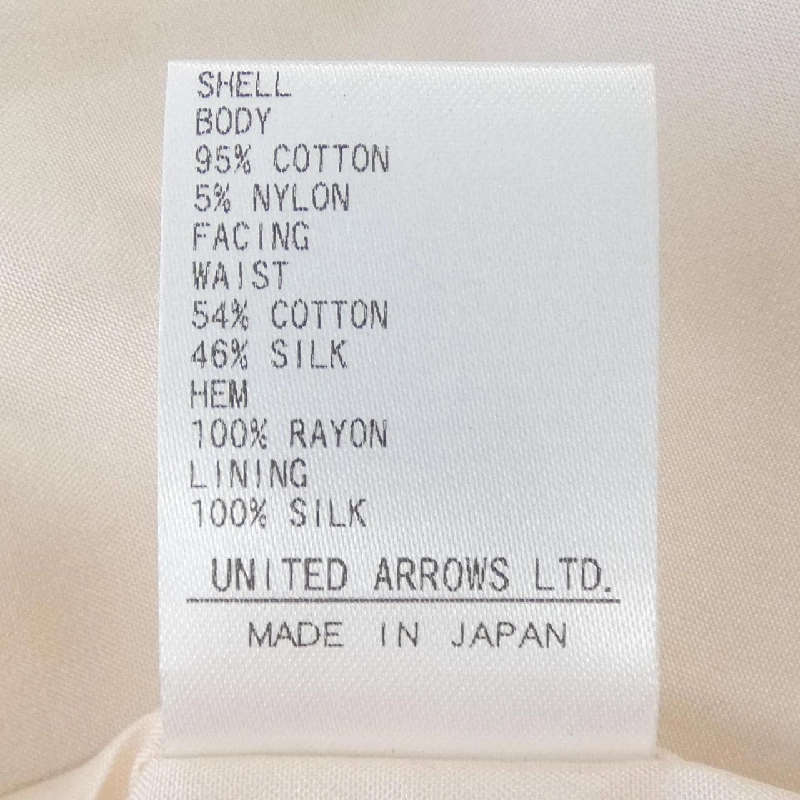 SHELL
BODY
95% COTTON
5% NYLON
FACING
WAIST
54% COTTON
46% SILK
HEM
100% RAYON
LINING
100% SILK
UNITED ARROWS LTD.
MADE IN JAPAN